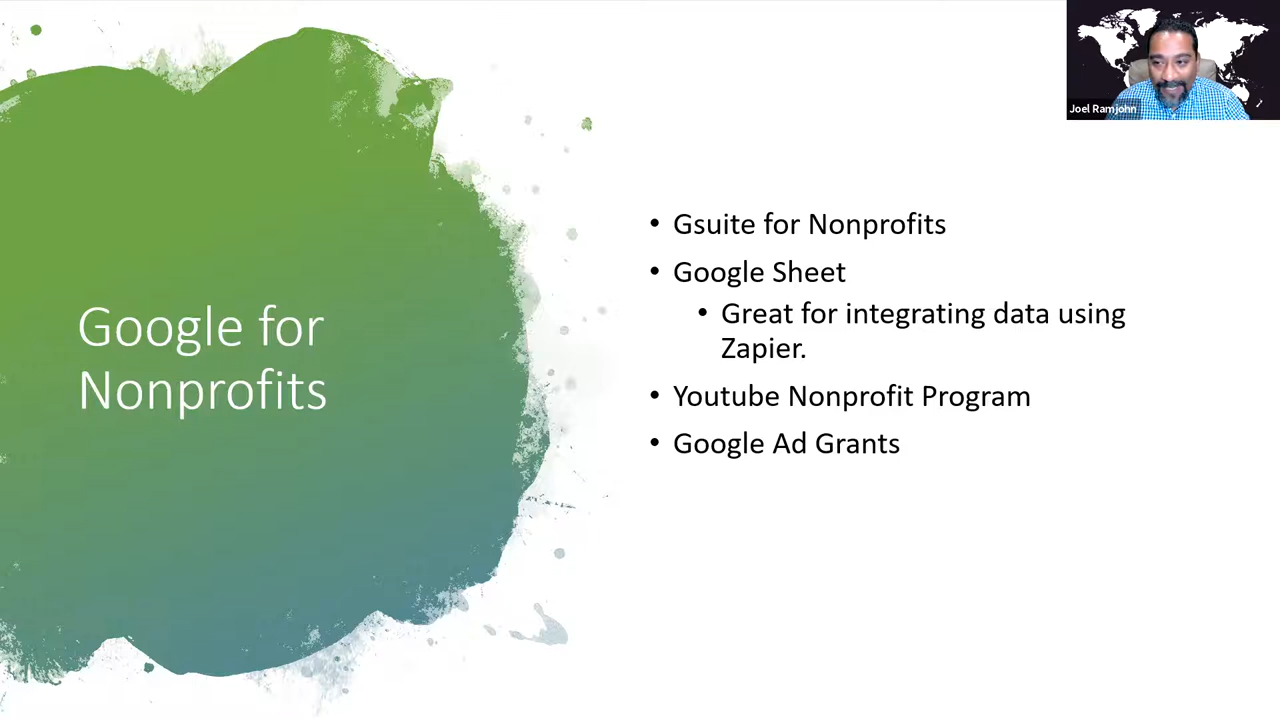 Google for
Nonprofits
Joel Ramjohn
• Gsuite for Nonprofits
• Google Sheet
• Great for integrating data using
Zapier.
• Youtube Nonprofit Program
• Google Ad Grants